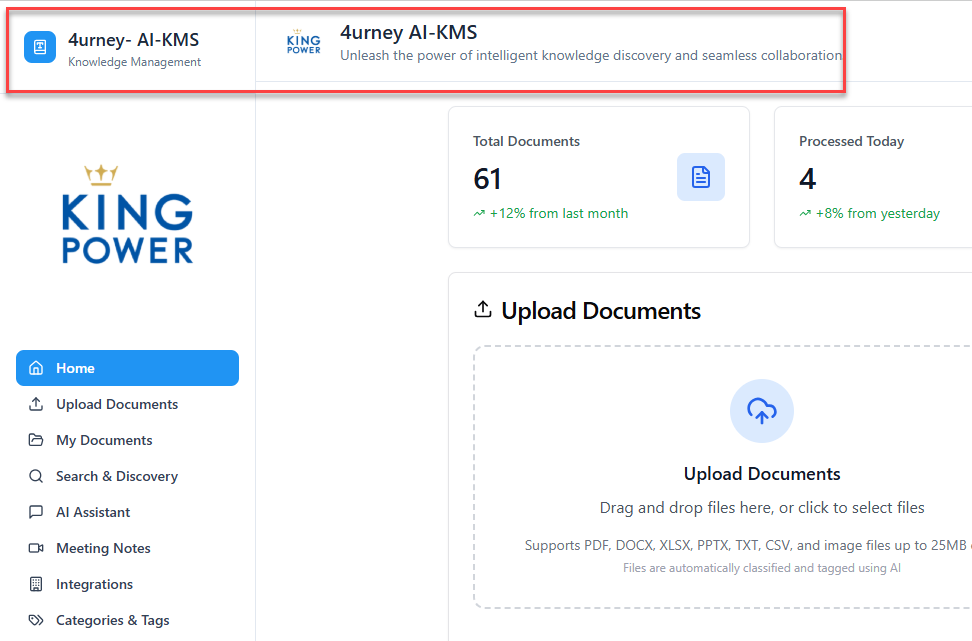 4urney- AI-KMS
Knowledge Management
KING
POWER
4urney AI-KMS
Unleash the power of intelligent knowledge discovery and seamless collaboration
KING
POWER
Home
Upload Documents
My Documents
Search & Discovery
AI Assistant
Meeting Notes
Integrations
Categories & Tags
Total Documents
61
+12% from last month
Processed Today
4
+8% from yesterday
Upload Documents
Upload Documents
Drag and drop files here, or click to select files
Supports PDF, DOCX, XLSX, PPTX, TXT, CSV, and image files up to 25MB
Files are automatically classified and tagged using AI